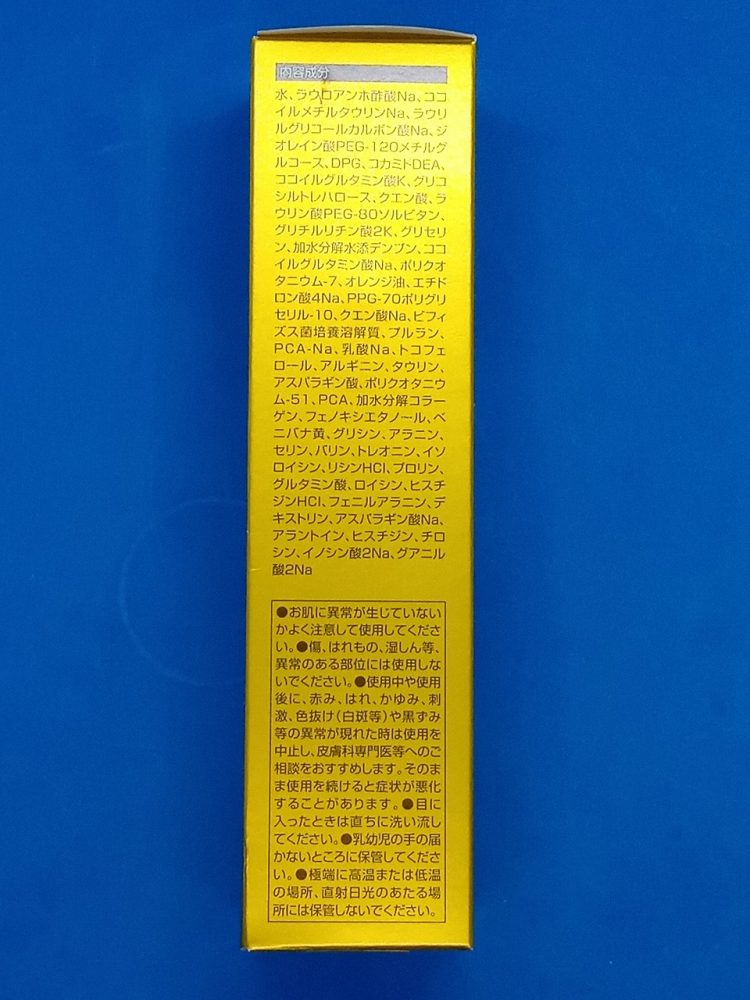 内容成分
水、ラウロアンホ酢酸Na、ココ
イルメチルタウリンNa、ラウリ
ルグリコールカルボン酸Na、ジ
オレイン酸PEG-120メチルグ
ルコース、DPG、コカミドDEA、
ココイルグルタミン酸K、グリコ
シルトレハロース、クエン酸、ラ
ウリン酸PEG-80ソルビタン、
グリチルリチン酸2K、グリセリ
ン、加水分解水添デンプン、ココ
イルグルタミン酸Na、ポリクオ
タニウム-7、オレンジ油、エチド
ロン酸4Na、PPG-70ポリグリ
セリル-10、クエン酸Na、ビフィ
ズス菌培養溶解質、プルラン、
PCA-Na、乳酸Na、トコフェ
ロール、アルギニン、タウリン、
アスパラギン酸、ポリクオタニウ
ム-51、PCA、加水分解コラー
ゲン、フェノキシエタノール、ベ
ニバナ黄、グリシン、アラニン、
セリン、バリン、トレオニン、イソ
ロイシン、リシンHCl、プロリン、
グルタミン酸、ロイシン、ヒスチ
ジンHCl、フェニルアラニン、デ
キストリン、アスパラギン酸Na、
アラントイン、ヒスチジン、チロ
シン、イノシン酸2Na、グアニル
酸2Na
●お肌に異常が生じていない
かよく注意して使用してくださ
い。●傷、はれもの、湿しん等、
異常のある部位には使用しな
いでください。●使用中や使用
後に、赤み、はれ、かゆみ、刺
激、色抜け(白斑等)や黒ずみ
等の異常が現れた時は使用を
中止し、皮膚科専門医等へのご
相談をおすすめします。そのま
ま使用を続けると症状が悪化
することがあります。●目に
入ったときは直ちに洗い流し
てください。●乳幼児の手の届
かないところに保管してくださ
い。●極端に高温または低温
の場所、直射日光のあたる場
所には保管しないでください。